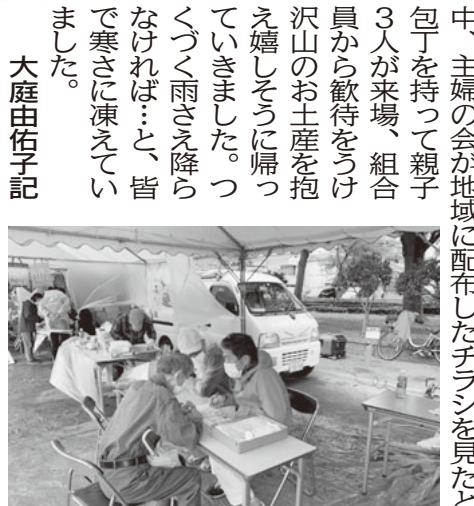 中、主婦の会が地域に配布したチラシを見たと
包丁を持って親子
3人が来場、組合
員から歓待をうけ
沢山のお土産を抱
え嬉しそうに帰っ
ていきました。つ
くづく雨さえ降ら
なければ…と、皆
で寒さに凍えてい
ました。
大庭由佑子記